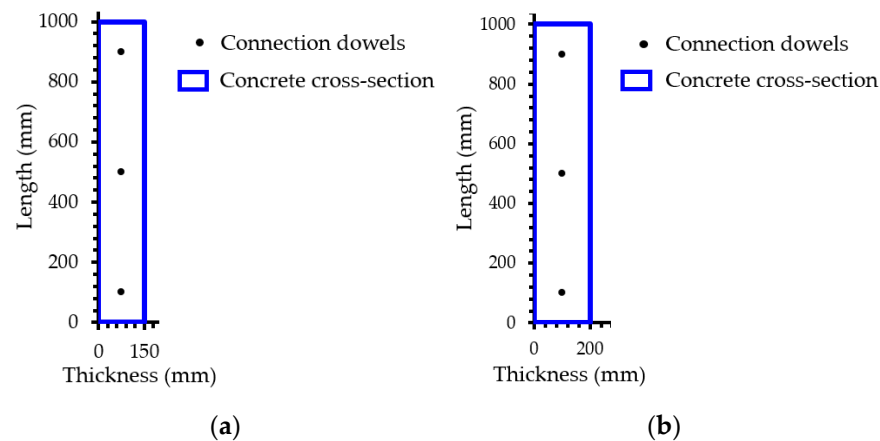 1000
800
600
400
200
0
Length (mm)
0 150
Thickness (mm)
Connection dowels
Concrete cross-section
(a)
1000
800
600
400
200
0
Length (mm)
0 200
Thickness (mm)
Connection dowels
Concrete cross-section
(b)